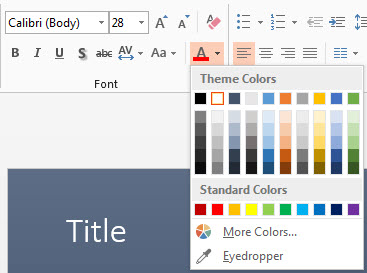 Calibri (Body) 28 A A A
B I U S abc AV Aa A
Font
Theme Colors
Standard Colors
More Colors...
Eyedropper
Title